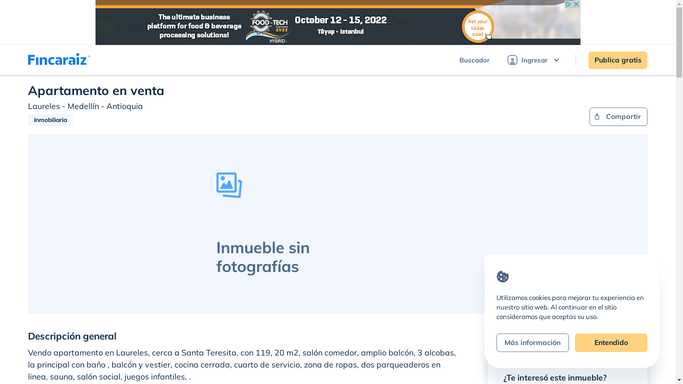 The ultimate business
platform for food & beverage
processing solutions!
FOOD-TECH
HYBRID
October 12 - 15, 2022
Tüyap - Istanbul
Get your
ticket
now!
Fincaraiz
Buscador
Ingresar
Publica gratis
Apartamento en venta
Laureles - Medellín - Antioquia
Inmobiliaria
Compartir
Inmueble sin
fotografías
Utilizamos cookies para mejorar tu experiencia en
nuestro sitio web. Al continuar en el sitio
consideramos que aceptas su uso.
Más información
Entendido
Descripción general
Vendo apartamento en Laureles, cerca a Santa Teresita, con 119, 20 m2, salón comedor, amplio balcón, 3 alcobas,
la principal con baño , balcón y vestier, cocina cerrada, cuarto de servicio, zona de ropas, dos parqueaderos en
linea, sauna, salón social, juegos infantiles, .
¿Te interesó este inmueble?